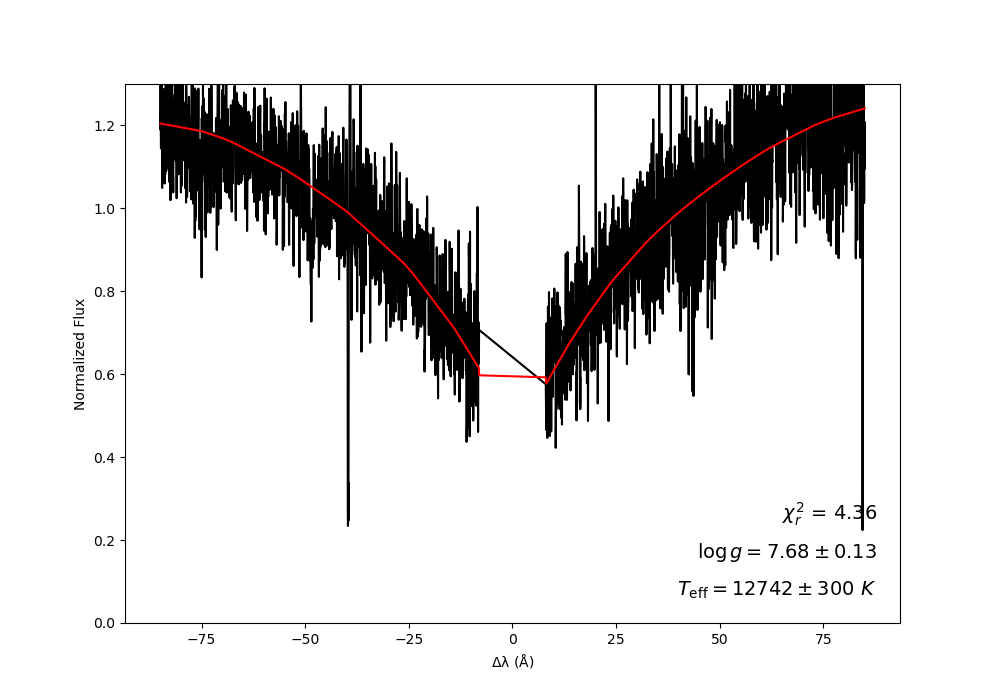 1.2
1.0
0.8
0.6
0.4
0.2
0.0
Normalized Flux
−75 −50 −25 0 25 50 75
Δλ (Å)
χ²ᵣ = 4.36
log g = 7.68 ± 0.13
T_eff = 12742 ± 300 K